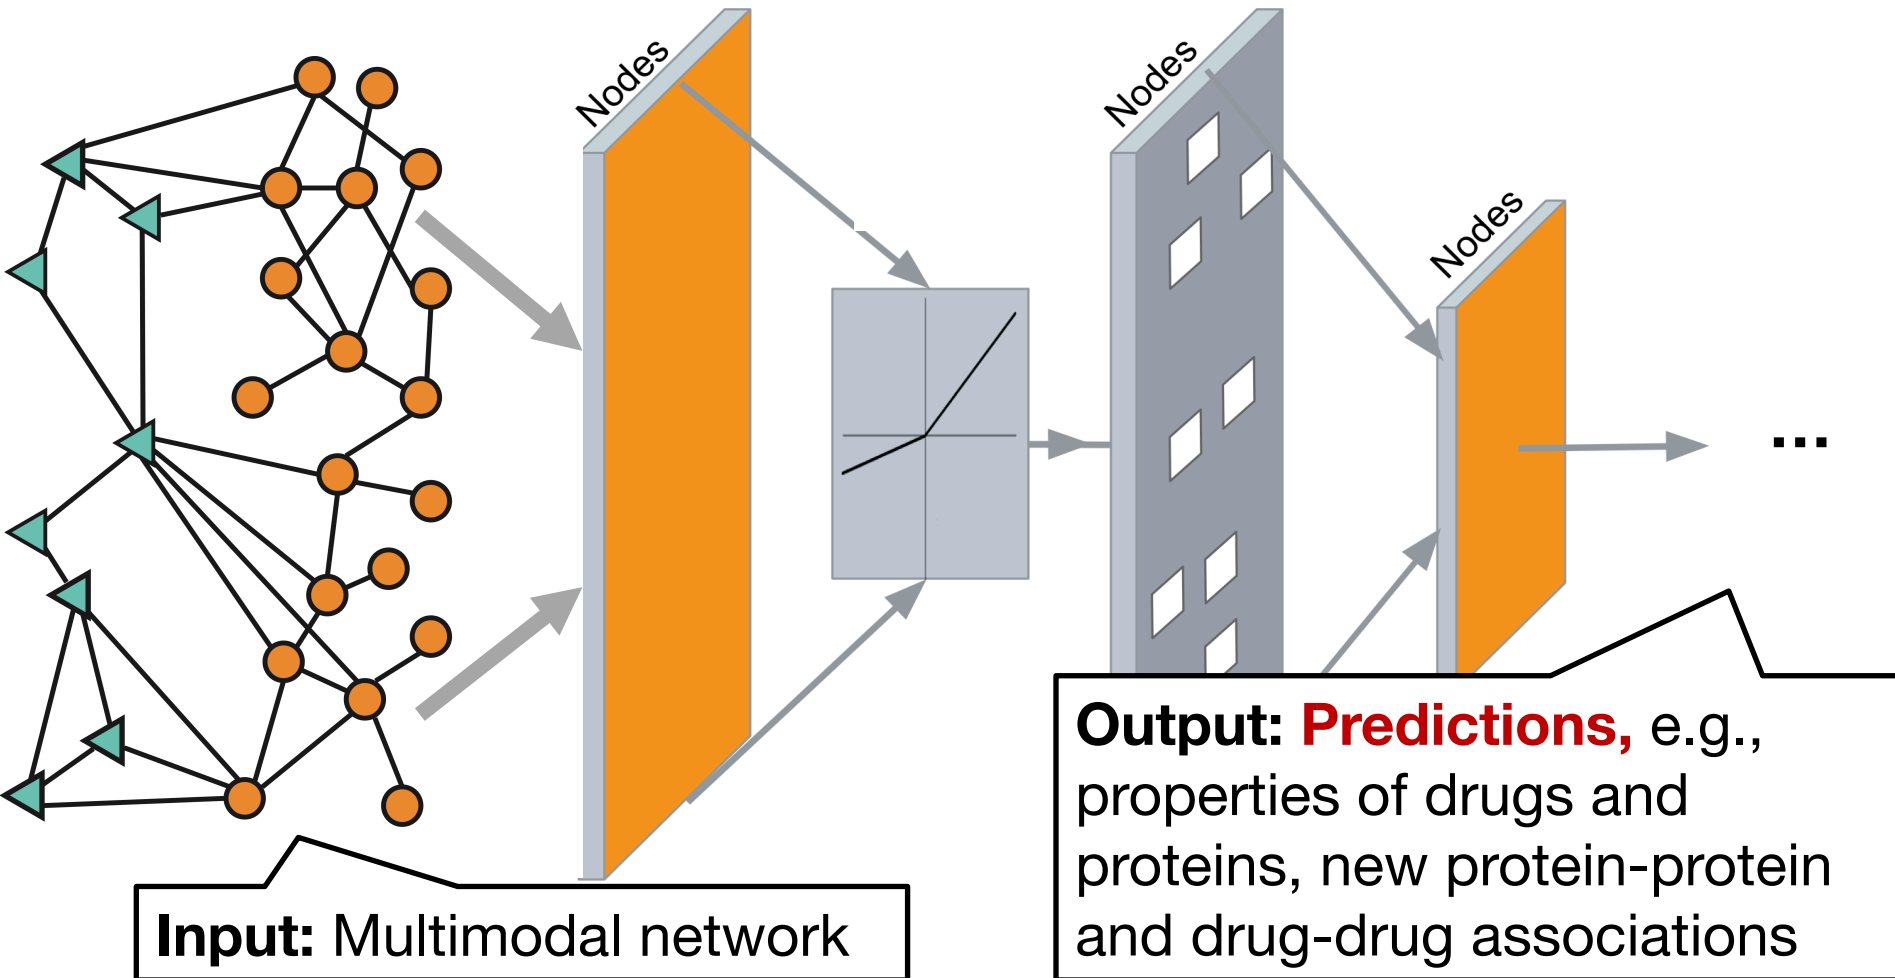 Nodes
Nodes
Nodes
...
Input: Multimodal network
Output: Predictions, e.g.,
properties of drugs and
proteins, new protein-protein
and drug-drug associations